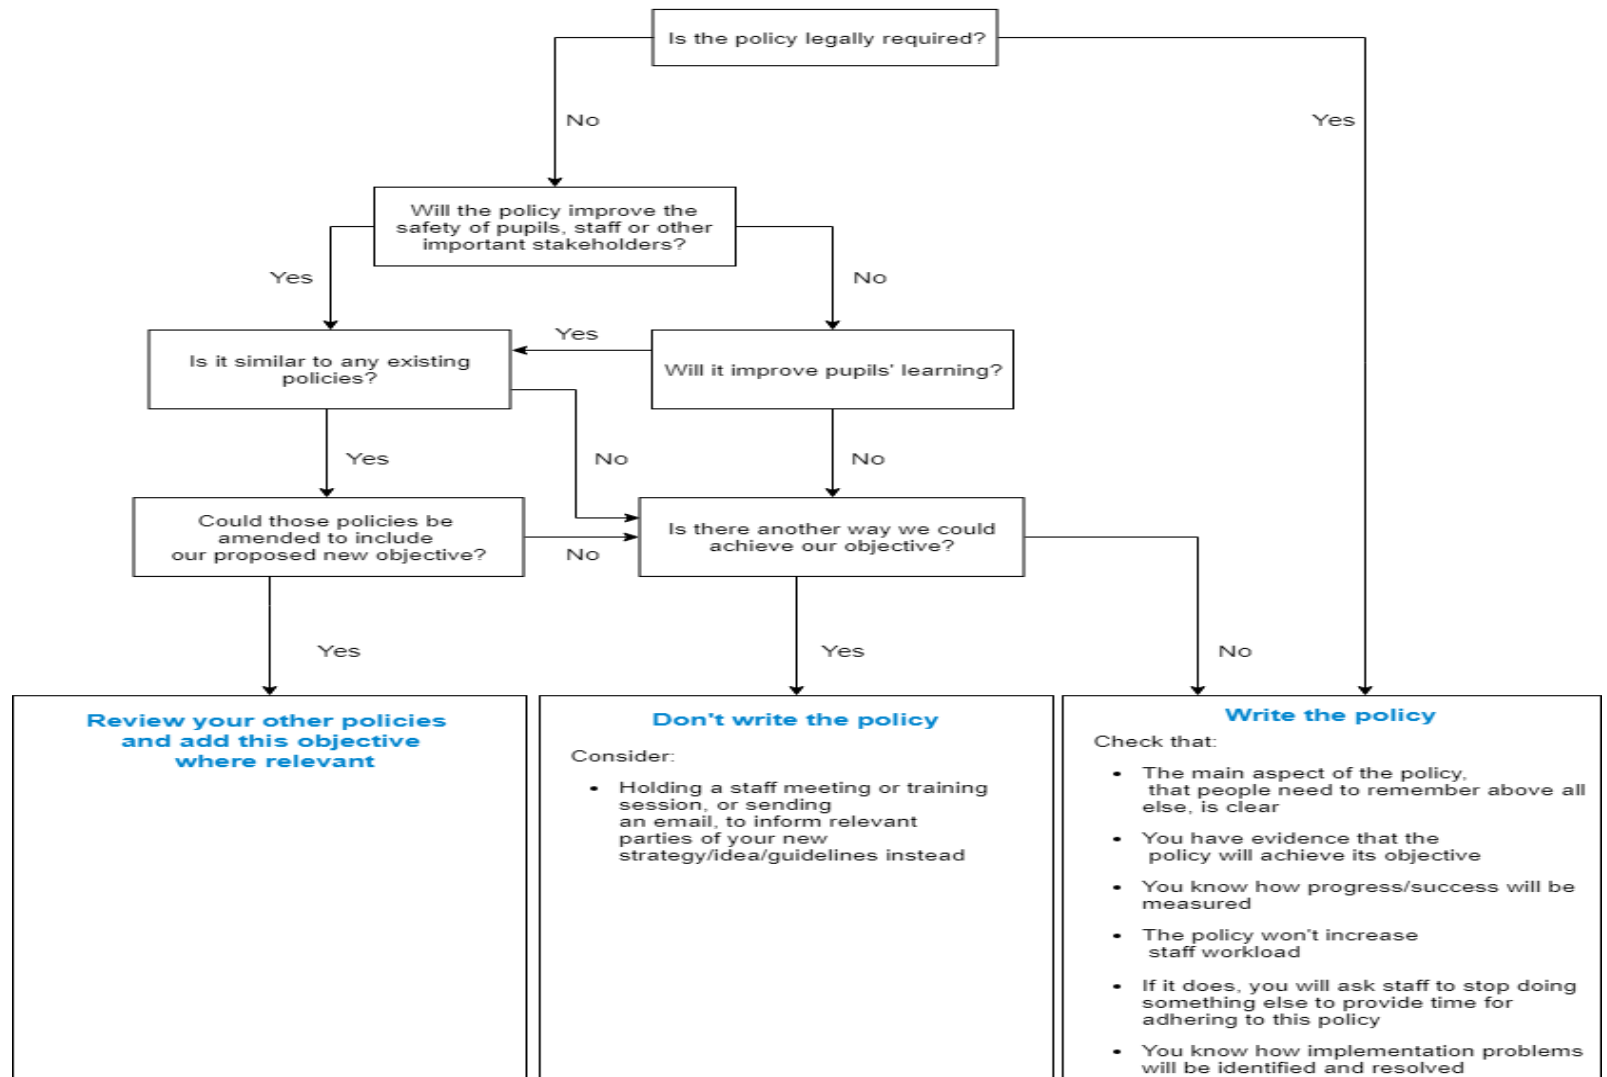 Is the policy legally required?
No
Yes
Will the policy improve the
safety of pupils, staff or other
important stakeholders?
Yes
No
Is it similar to any existing
policies?
Yes
Will it improve pupils' learning?
Yes
No
No
Could those policies be
amended to include
our proposed new objective?
No
Is there another way we could
achieve our objective?
Yes
Yes
No
Review your other policies
and add this objective
where relevant
Don't write the policy
Consider:
• Holding a staff meeting or training
session, or sending
an email, to inform relevant
parties of your new
strategy/idea/guidelines instead
Write the policy
Check that:
• The main aspect of the policy,
that people need to remember above all
else, is clear
• You have evidence that the
policy will achieve its objective
• You know how progress/success will be
measured
• The policy won't increase
staff workload
• If it does, you will ask staff to stop doing
something else to provide time for
adhering to this policy
• You know how implementation problems
will be identified and resolved